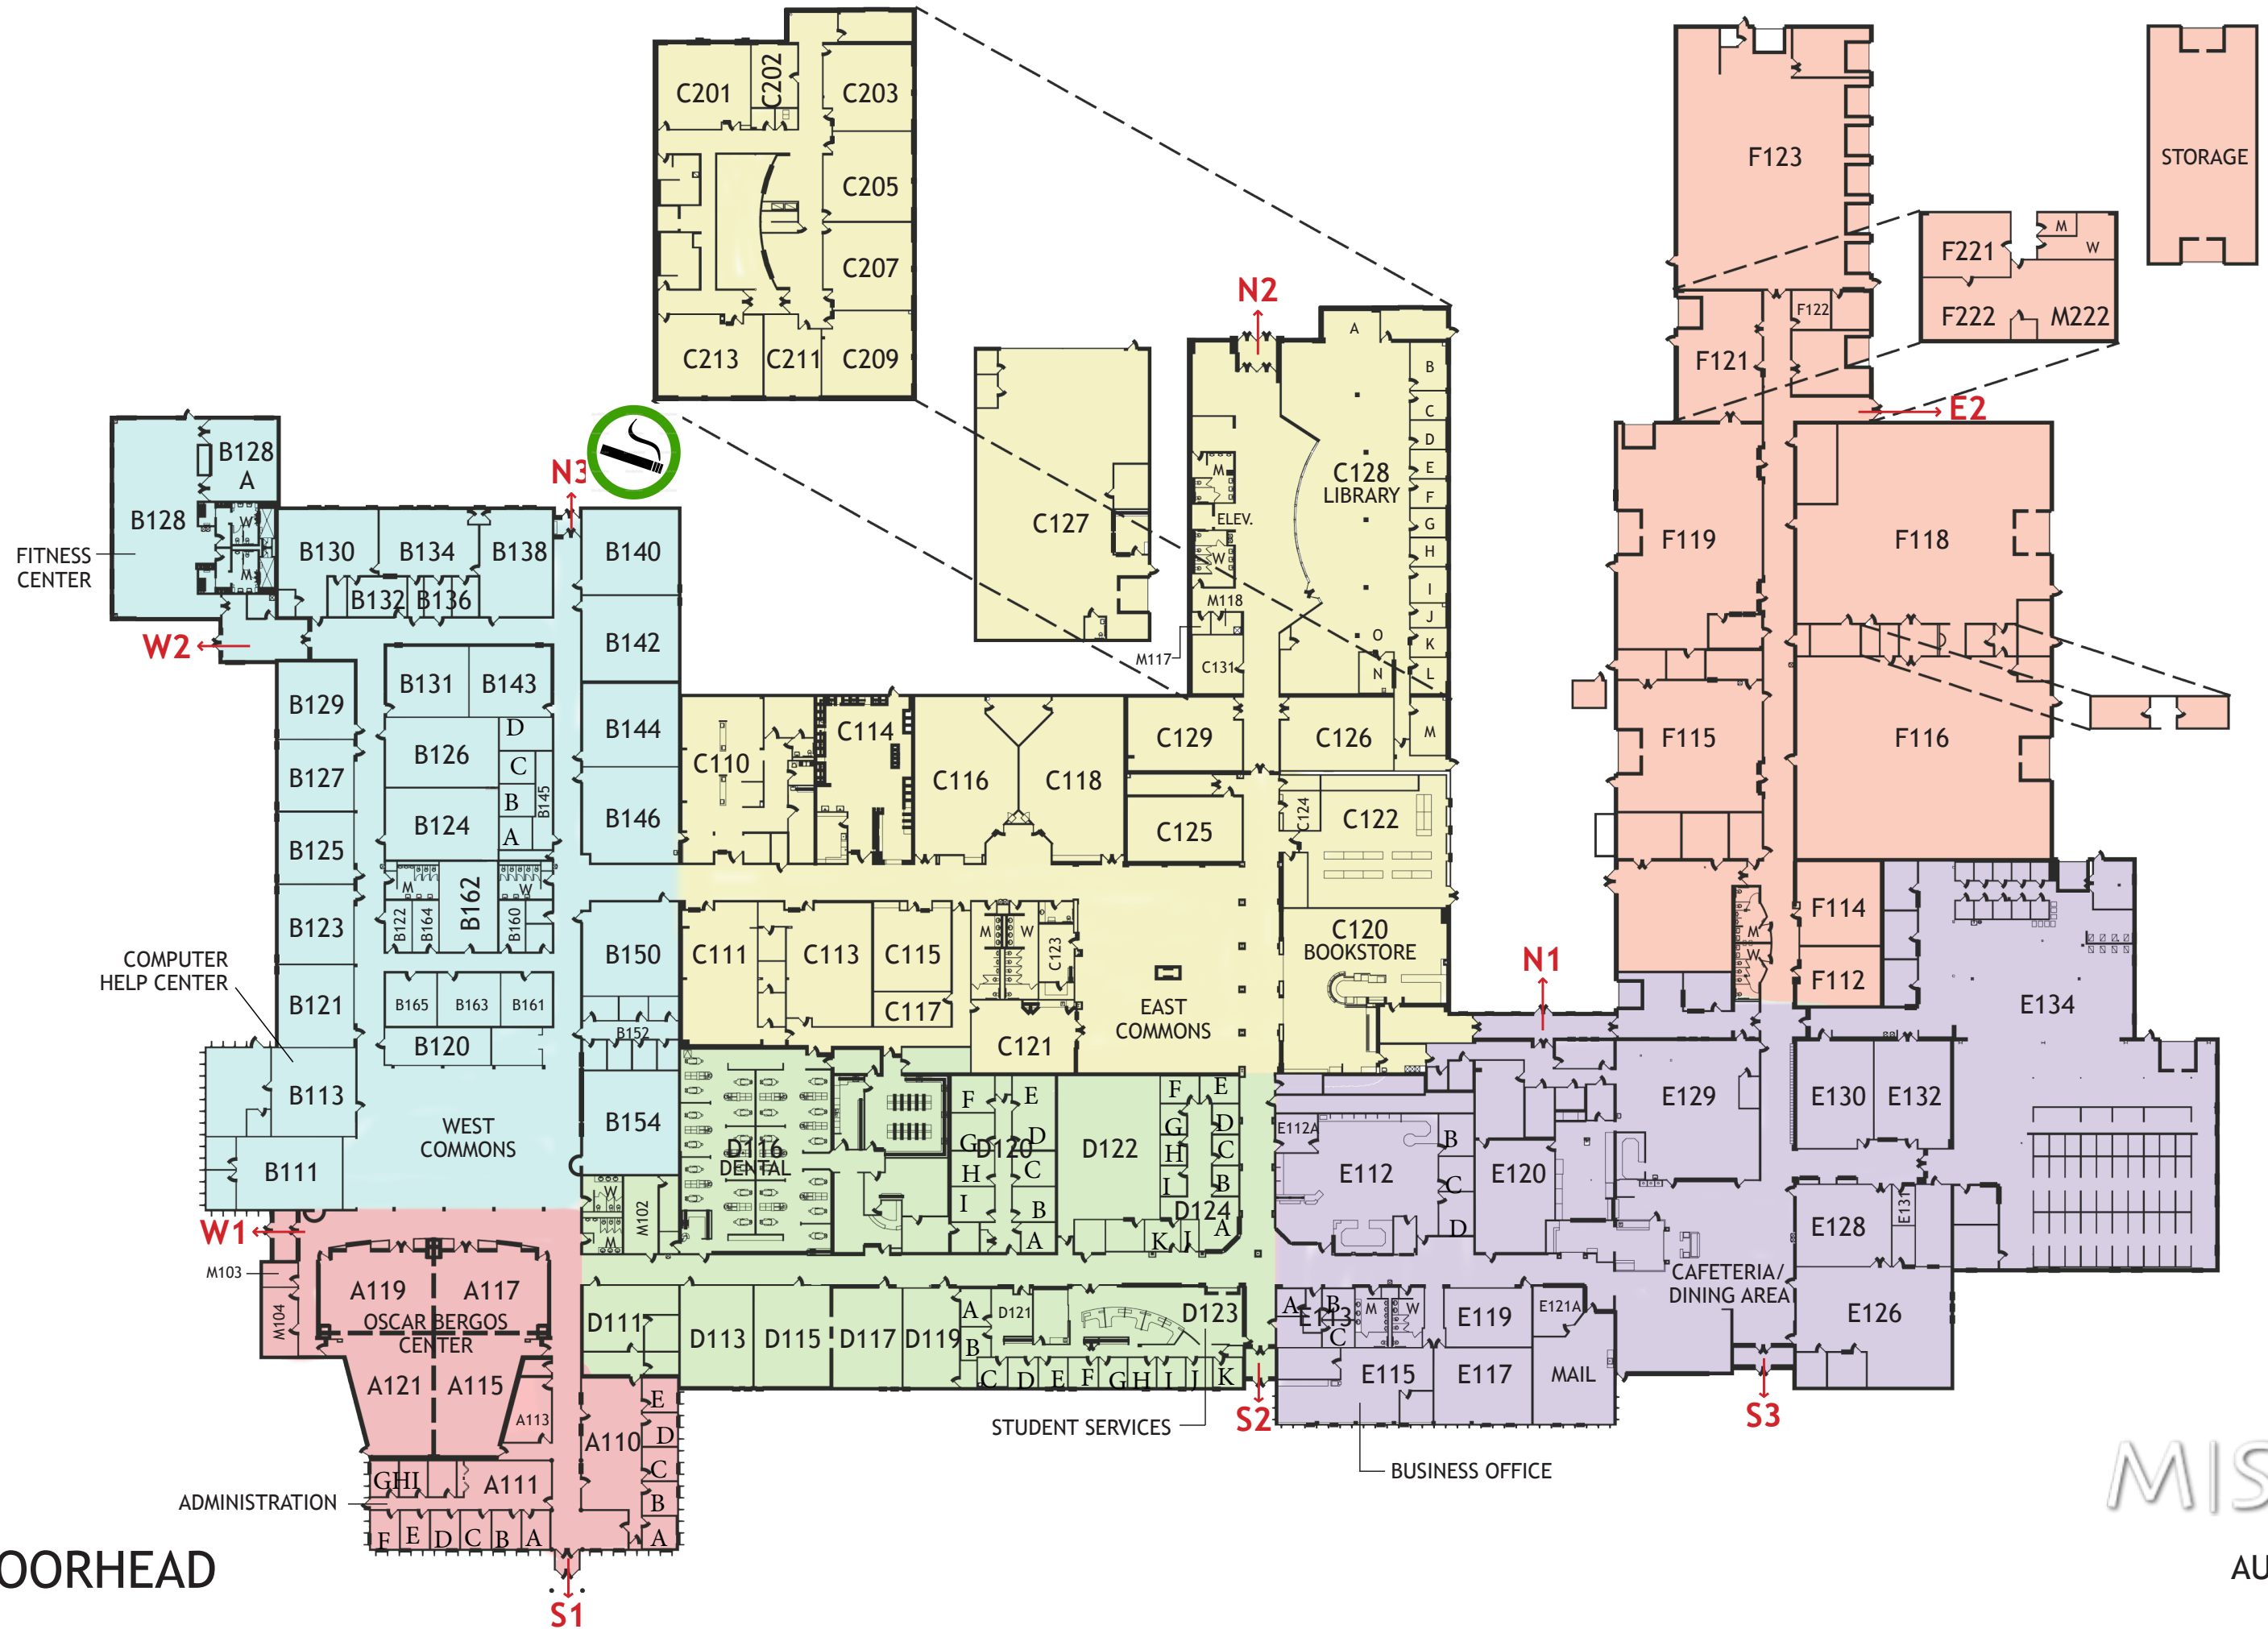 C201
C202
C203
C205
C207
C213
C211
C209
F123
STORAGE
F221
M
W
F222
M222
F122
F121
E2
N2
A
B
C
D
E
F
G
H
I
J
K
L
M
N
O
C128
LIBRARY
M
ELEV.
W
M118
M117
C131
C127
N3
B128
A
B128
W
M
FITNESS
CENTER
W2
B130
B134
B138
B132
B136
B140
B142
B144
B146
B129
B127
B125
B123
B121
B131
B143
B126
D
C
B
A
B145
B124
M
W
B122
B164
B162
B160
B165
B163
B161
B120
B150
B152
B154
COMPUTER
HELP CENTER
B113
B111
WEST
COMMONS
C110
C114
C116
C118
C129
C126
C125
C124
C122
C111
C113
C115
C117
M
W
C123
C121
EAST
COMMONS
C120
BOOKSTORE
N1
F119
F118
F115
F116
F114
F112
M
W
E134
E129
E130
E132
E128
E131
E126
W
M
M102
D116
DENTAL
D120
F
G
H
I
E
D
C
B
A
D122
F
G
H
I
E
D
C
B
D124
A
K
J
E112A
E112
B
C
D
E120
CAFETERIA/
DINING AREA
W1
M103
M104
A119
A117
OSCAR BERGOS
CENTER
A121
A115
A113
D111
D113
D115
D117
D119
A
B
D121
D123
C
D
E
F
G
H
I
J
K
STUDENT SERVICES
S2
A
B
E113
C
M
W
E119
E121A
E115
E117
MAIL
BUSINESS OFFICE
S3
A110
E
D
C
B
A
G
H
I
A111
ADMINISTRATION
F
E
D
C
B
A
S1
OORHEAD
MIS
AU